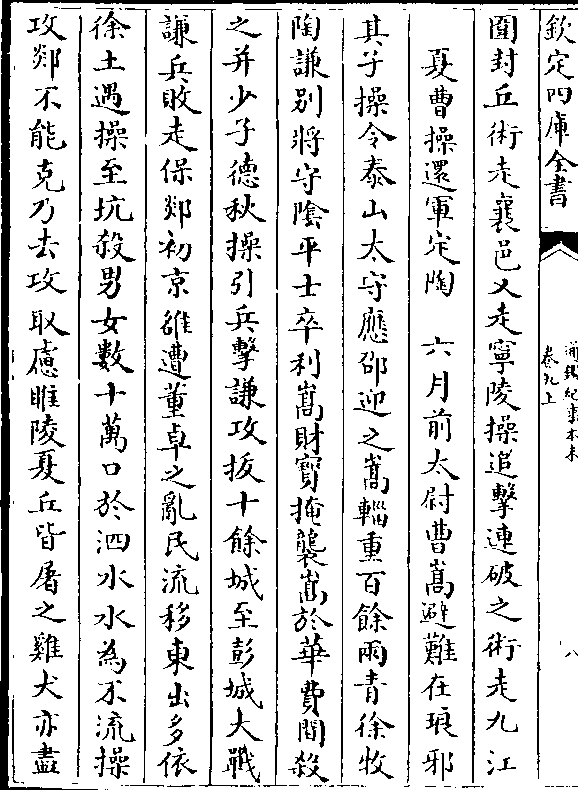 欽定四庫全書
通鑑紀事本末
卷九上
八
圍封丘術走襄邑又走寧陵操追擊連破之術走九江
夏曹操還軍定陶　六月前太尉曹嵩避難在琅邪
其子操令泰山太守應邵迎之嵩輜重百餘兩青徐牧
陶謙别將守陰平士卒利嵩財寳掩襲嵩於華費間殺
之并少子德秋操引兵擊謙攻拔十餘城至彭城大戰
謙兵敗走保郯初京雒遭董卓之亂民流移東出多依
徐土遇操至坑殺男女數十萬口於泗水水為不流操
攻郯不能克乃去攻取慮睢陵夏丘皆屠之雞犬亦盡